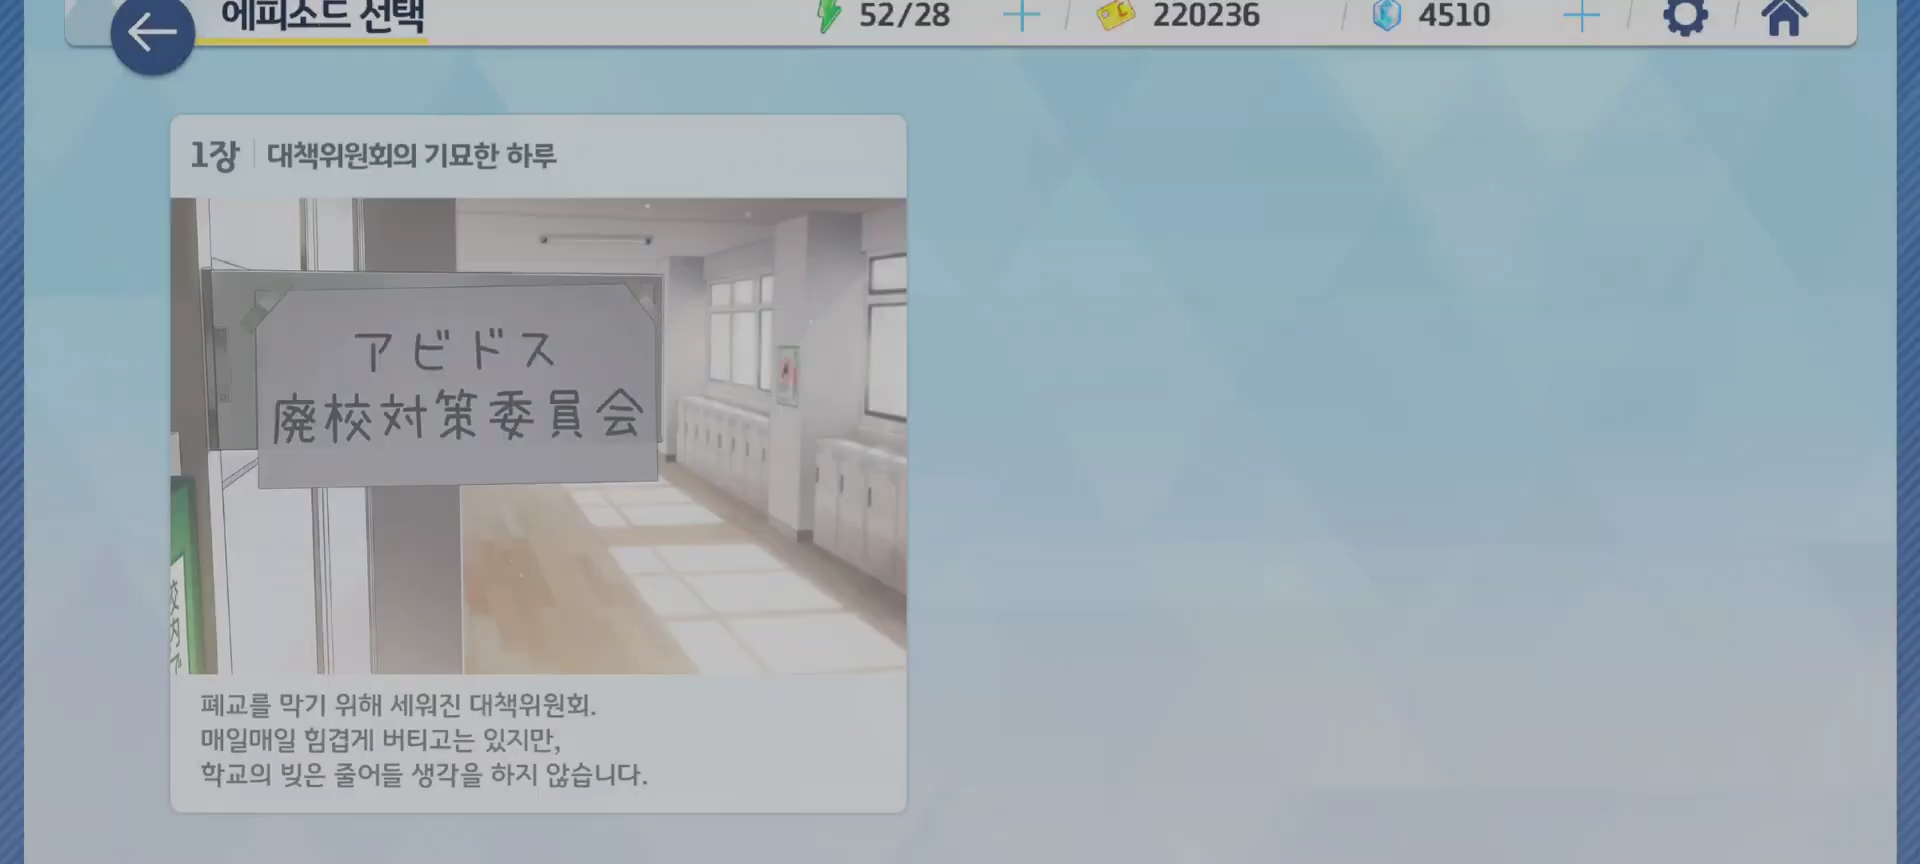 에피소드 선택
52/28
220236
4510
1장 대책위원회의 기묘한 하루
アビドス
廃校対策委員会
校内で
폐교를 막기 위해 세워진 대책위원회.
매일매일 힘겹게 버티고는 있지만,
학교의 빚은 줄어들 생각을 하지 않습니다.